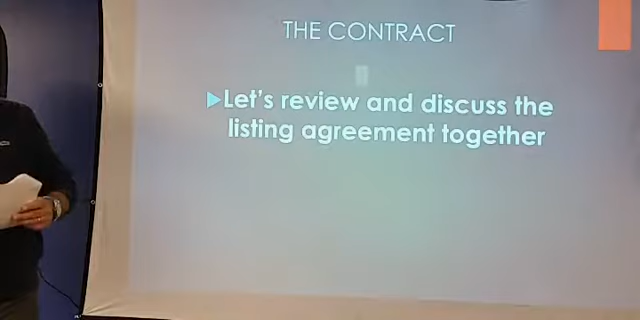 THE CONTRACT
Let's review and discuss the
listing agreement together